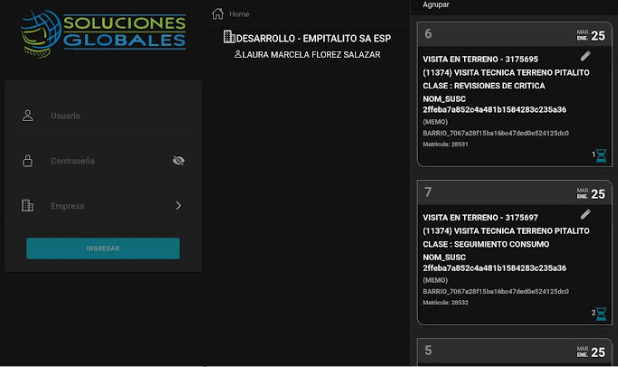 SOLUCIONES
GLOBALES
Usuario
Contraseña
Empresa
INGRESAR
Home
DESARROLLO - EMPITALITO SA ESP
LAURA MARCELA FLOREZ SALAZAR
Agrupar
6
MAR
ENE. 25
VISITA EN TERRENO - 3175695
(11374) VISITA TECNICA TERRENO PITALITO
CLASE : REVISIONES DE CRITICA
NOM_SUSC
2ffeba7a852c4a481b1584283c235a36
(MEMO)
BARRIO_7067a28f15ba16bc47ded0e524125dc0
Matricula: 28531
1
7
MAR
ENE. 25
VISITA EN TERRENO - 3175697
(11374) VISITA TECNICA TERRENO PITALITO
CLASE : SEGUIMIENTO CONSUMO
NOM_SUSC
2ffeba7a852c4a481b1584283c235a36
(MEMO)
BARRIO_7067a28f15ba16bc47ded0e524125dc0
Matricula: 28532
2
5
MAR
ENE. 25